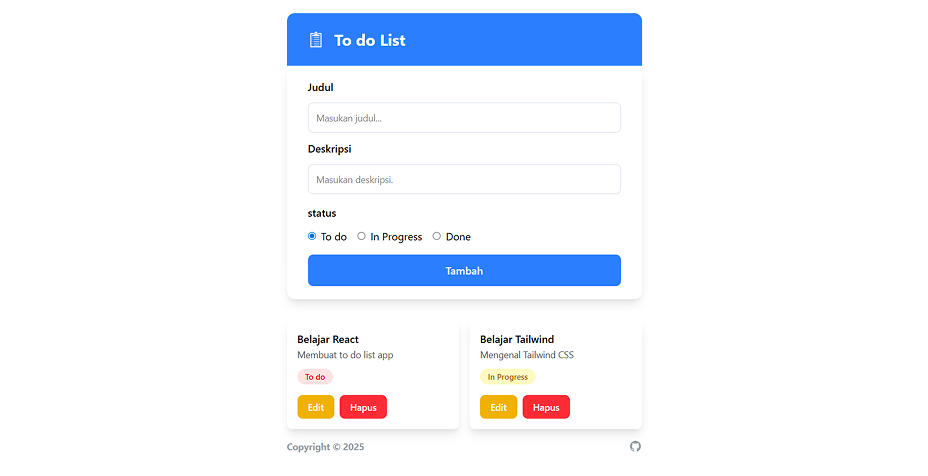 To do List
Judul
Masukan judul...
Deskripsi
Masukan deskripsi.
status
To do In Progress Done
Tambah
Belajar React
Membuat to do list app
To do
Edit Hapus
Belajar Tailwind
Mengenal Tailwind CSS
In Progress
Edit Hapus
Copyright © 2025